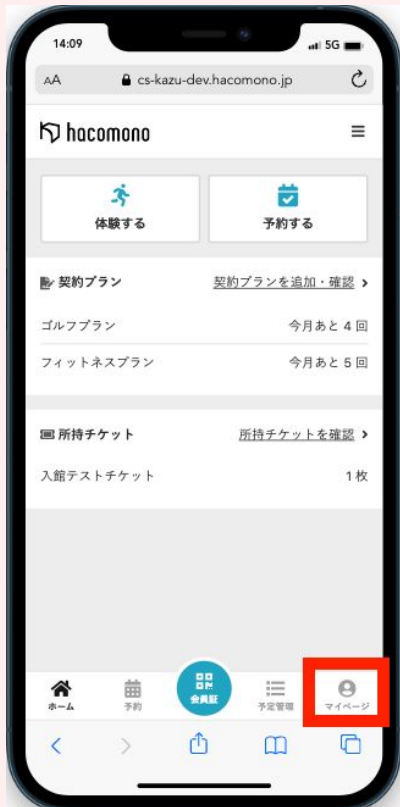 14:09
5G
AA
cs-kazu-dev.hacomono.jp
hacomono
体験する
予約する
契約プラン
契約プランを追加・確認 >
ゴルフプラン
今月あと 4 回
フィットネスプラン
今月あと 5 回
所持チケット
所持チケットを確認 >
入館テストチケット
1 枚
ホーム
予約
会員証
予定管理
マイページ